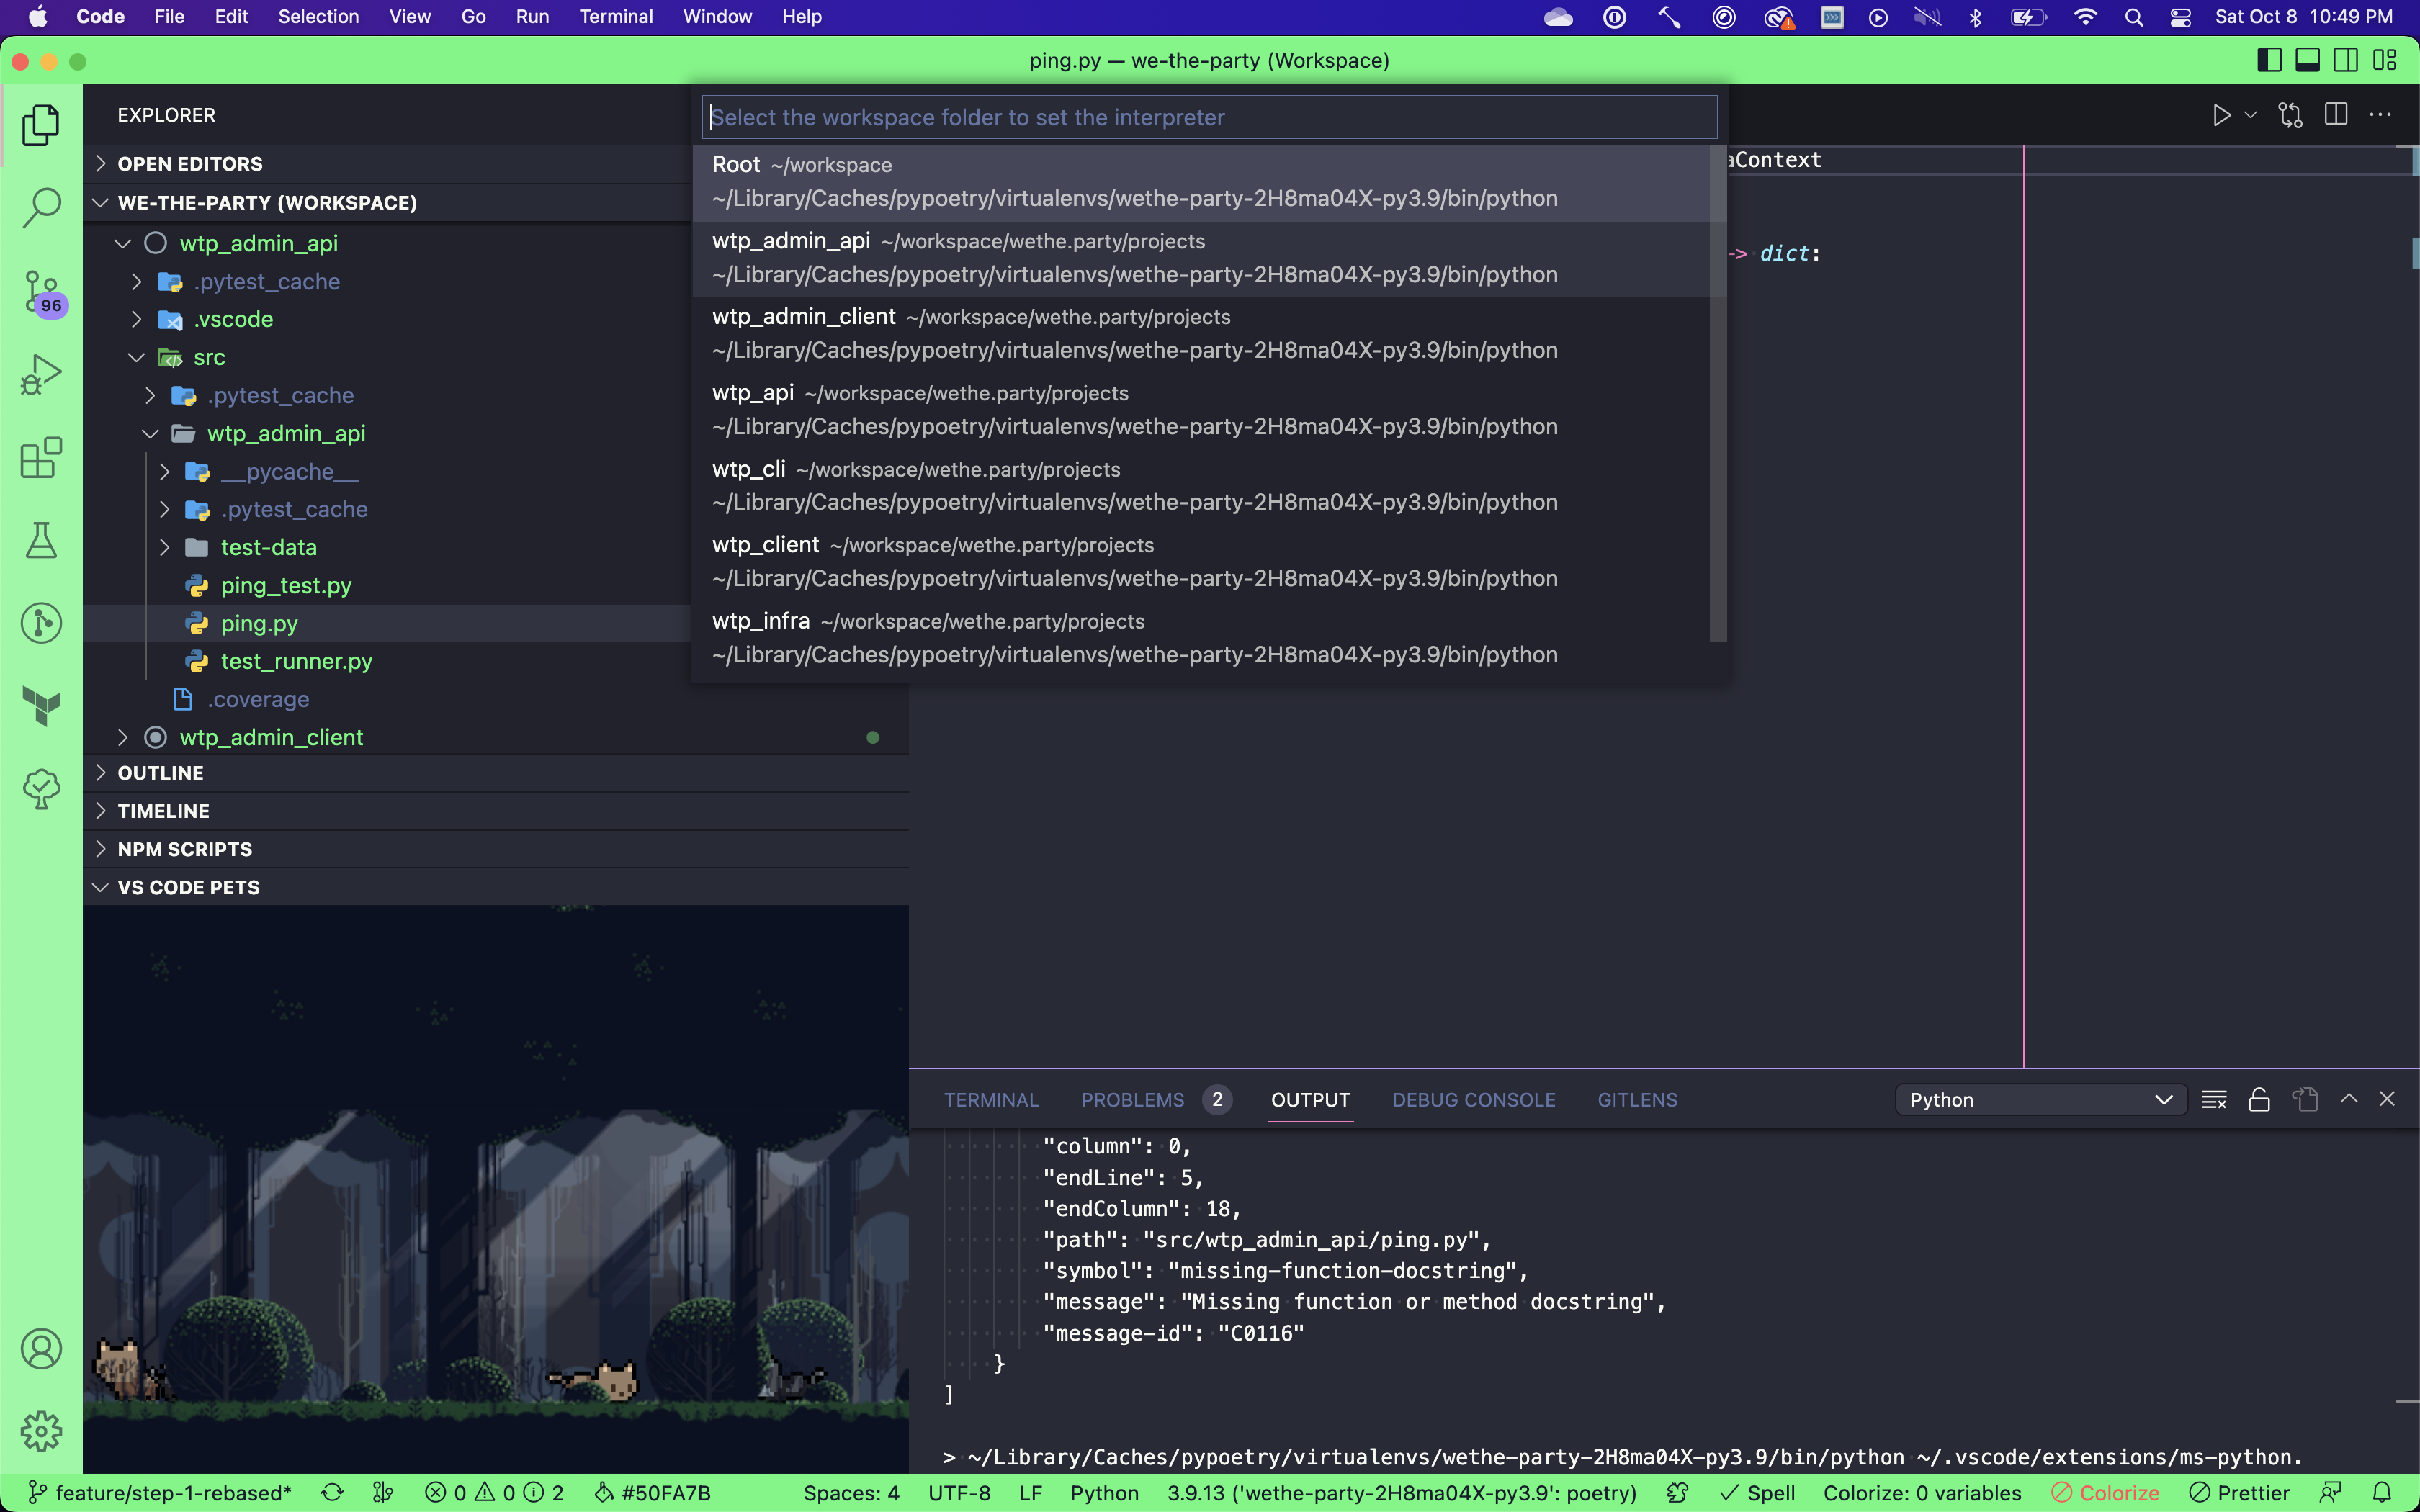 Code File Edit Selection View Go Run Terminal Window Help Sat Oct 8 10:49 PM
ping.py — we-the-party (Workspace)
EXPLORER
OPEN EDITORS
WE-THE-PARTY (WORKSPACE)
wtp_admin_api
.pytest_cache
.vscode
96
src
.pytest_cache
wtp_admin_api
__pycache__
.pytest_cache
test-data
ping_test.py
ping.py
test_runner.py
.coverage
wtp_admin_client
OUTLINE
TIMELINE
NPM SCRIPTS
VS CODE PETS
Select the workspace folder to set the interpreter
Root ~/workspace
~/Library/Caches/pypoetry/virtualenvs/wethe-party-2H8ma04X-py3.9/bin/python
wtp_admin_api ~/workspace/wethe.party/projects
~/Library/Caches/pypoetry/virtualenvs/wethe-party-2H8ma04X-py3.9/bin/python
wtp_admin_client ~/workspace/wethe.party/projects
~/Library/Caches/pypoetry/virtualenvs/wethe-party-2H8ma04X-py3.9/bin/python
wtp_api ~/workspace/wethe.party/projects
~/Library/Caches/pypoetry/virtualenvs/wethe-party-2H8ma04X-py3.9/bin/python
wtp_cli ~/workspace/wethe.party/projects
~/Library/Caches/pypoetry/virtualenvs/wethe-party-2H8ma04X-py3.9/bin/python
wtp_client ~/workspace/wethe.party/projects
~/Library/Caches/pypoetry/virtualenvs/wethe-party-2H8ma04X-py3.9/bin/python
wtp_infra ~/workspace/wethe.party/projects
~/Library/Caches/pypoetry/virtualenvs/wethe-party-2H8ma04X-py3.9/bin/python
aContext
-> dict:
TERMINAL PROBLEMS 2 OUTPUT DEBUG CONSOLE GITLENS Python
"column": 0,
"endLine": 5,
"endColumn": 18,
"path": "src/wtp_admin_api/ping.py",
"symbol": "missing-function-docstring",
"message": "Missing function or method docstring",
"message-id": "C0116"
}
]
> ~/Library/Caches/pypoetry/virtualenvs/wethe-party-2H8ma04X-py3.9/bin/python ~/.vscode/extensions/ms-python.
feature/step-1-rebased* 0 0 2 #50FA7B Spaces: 4 UTF-8 LF Python 3.9.13 ('wethe-party-2H8ma04X-py3.9': poetry) Spell Colorize: 0 variables Colorize Prettier